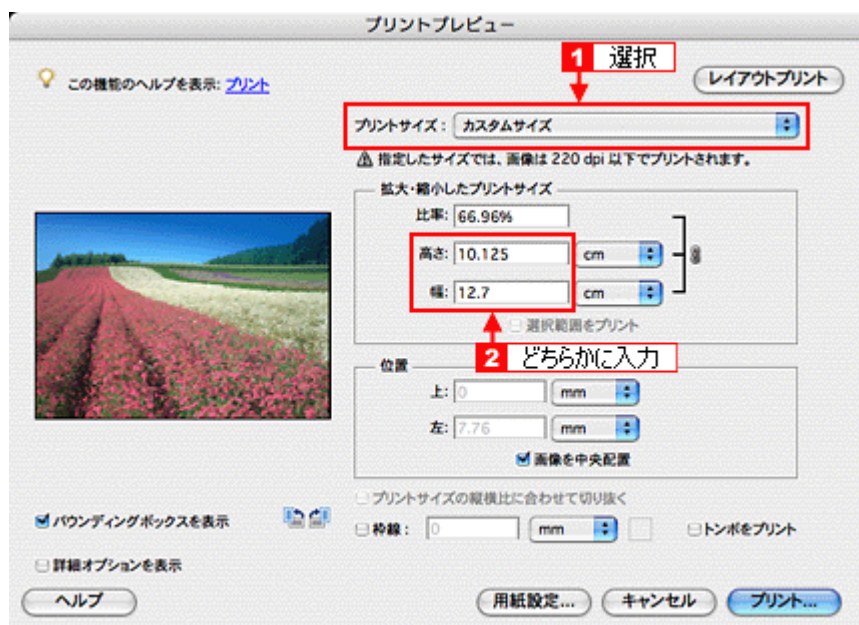 プリントプレビュー
1 選択
この機能のヘルプを表示: プリント
レイアウトプリント
プリントサイズ: カスタムサイズ
指定したサイズでは、画像は 220 dpi 以下でプリントされます。
拡大・縮小したプリントサイズ
比率: 66.96%
高さ: 10.125 cm
幅: 12.7 cm
選択範囲をプリント
2 どちらかに入力
位置
上: 0 mm
左: 7.76 mm
画像を中央配置
プリントサイズの縦横比に合わせて切り抜く
バウンディングボックスを表示
枠線: 0 mm
トンボをプリント
詳細オプションを表示
ヘルプ
用紙設定...
キャンセル
プリント...